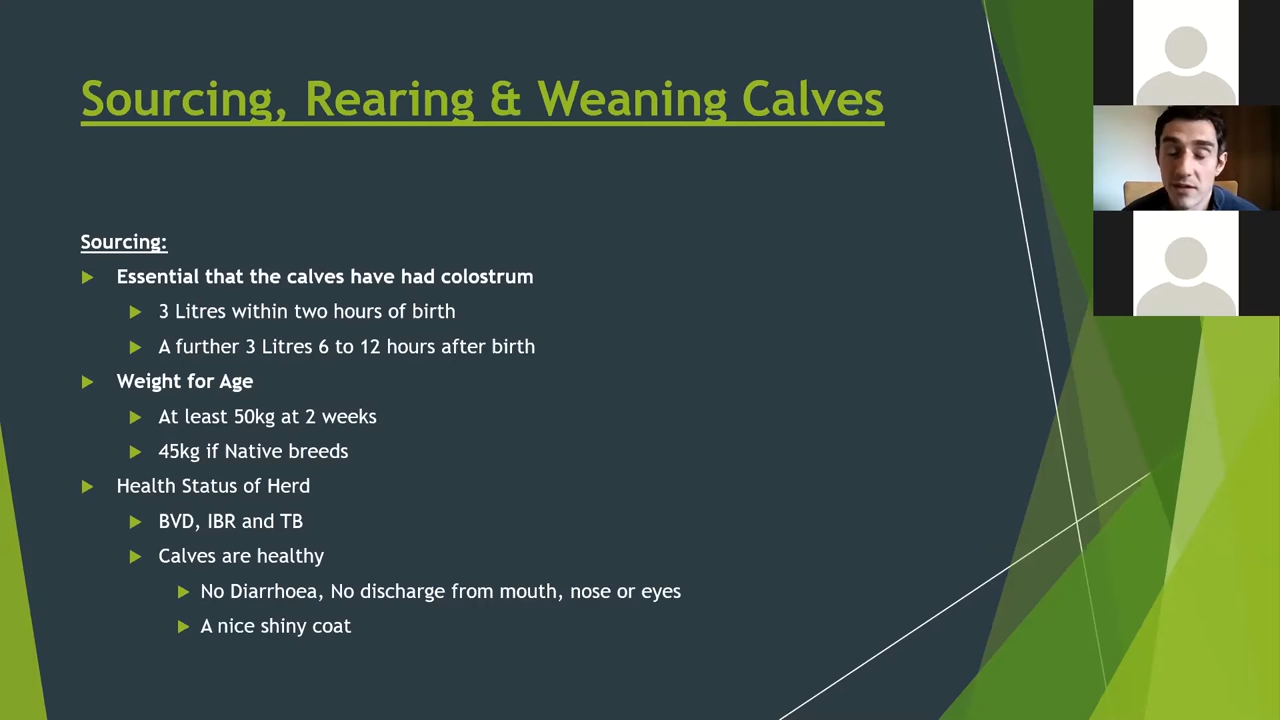 Sourcing, Rearing & Weaning Calves
Sourcing:
Essential that the calves have had colostrum
3 Litres within two hours of birth
A further 3 Litres 6 to 12 hours after birth
Weight for Age
At least 50kg at 2 weeks
45kg if Native breeds
Health Status of Herd
BVD, IBR and TB
Calves are healthy
No Diarrhoea, No discharge from mouth, nose or eyes
A nice shiny coat